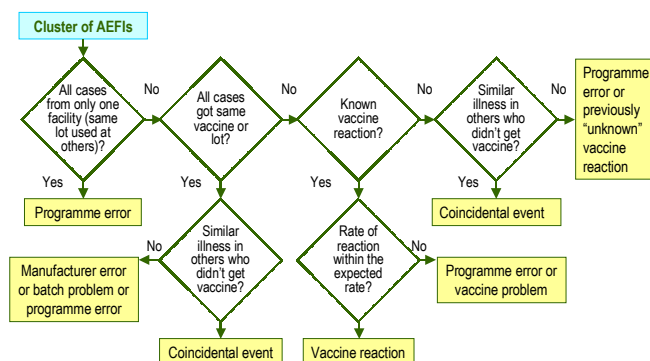 Cluster of AEFIs
All cases
from only one
facility (same
lot used at
others)?
No
All cases
got same
vaccine or
lot?
No
Known
vaccine
reaction?
No
Similar
illness in
others who
didn't get
vaccine?
No
Programme
error or
previously
“unknown”
vaccine
reaction
Yes
Yes
Yes
Yes
Programme error
Coincidental event
Similar
illness in
others who
didn't get
vaccine?
No
Manufacturer error
or batch problem or
programme error
Rate of
reaction
within the
expected
rate?
No
Programme error or
vaccine problem
Yes
Yes
Coincidental event
Vaccine reaction